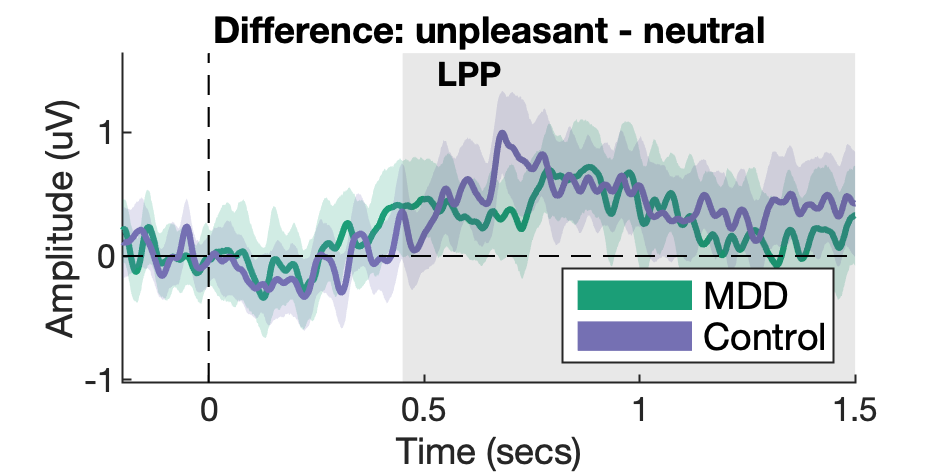 Difference: unpleasant - neutral
LPP
Amplitude (uV)
1
0
-1
MDD
Control
0 0.5 1 1.5
Time (secs)